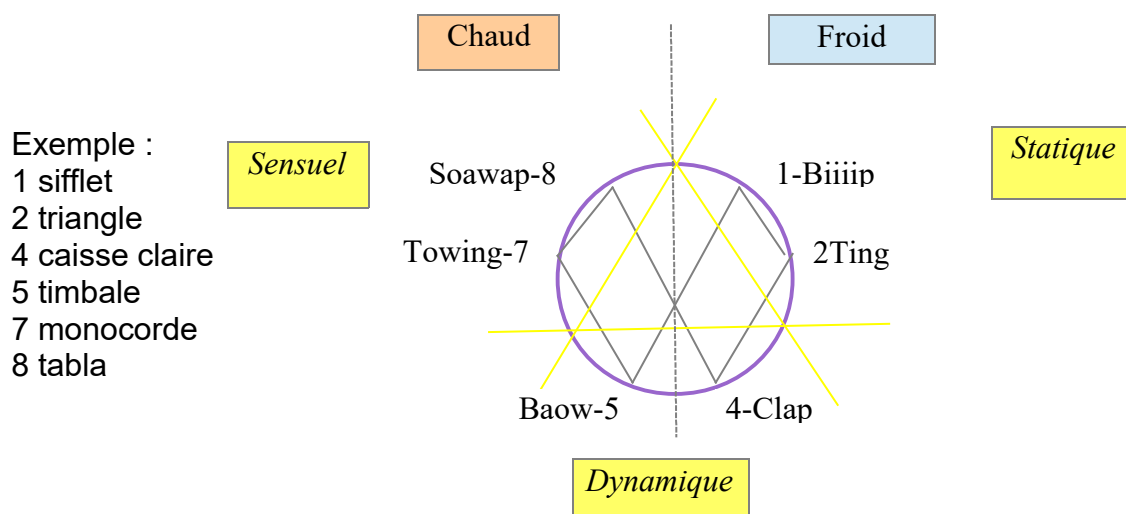 Chaud
Froid
Exemple :
1 sifflet
2 triangle
4 caisse claire
5 timbale
7 monocorde
8 tabla
Sensuel
Statique
Soawap-8
1-Biiiip
Towing-7
2Ting
Baow-5
4-Clap
Dynamique